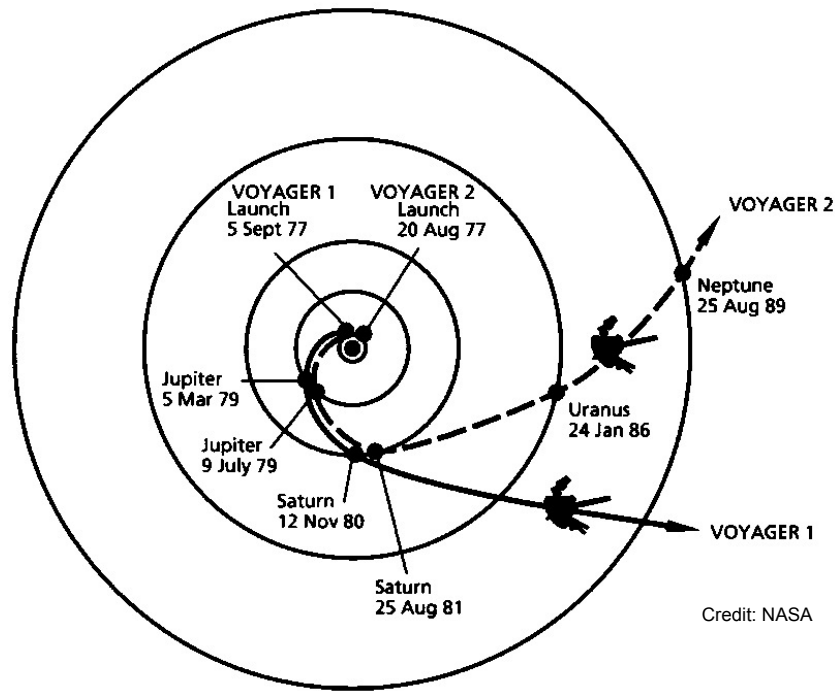 VOYAGER 1
Launch
5 Sept 77
VOYAGER 2
Launch
20 Aug 77
VOYAGER 2
Neptune
25 Aug 89
Jupiter
5 Mar 79
Uranus
24 Jan 86
Jupiter
9 July 79
Saturn
12 Nov 80
VOYAGER 1
Saturn
25 Aug 81
Credit: NASA